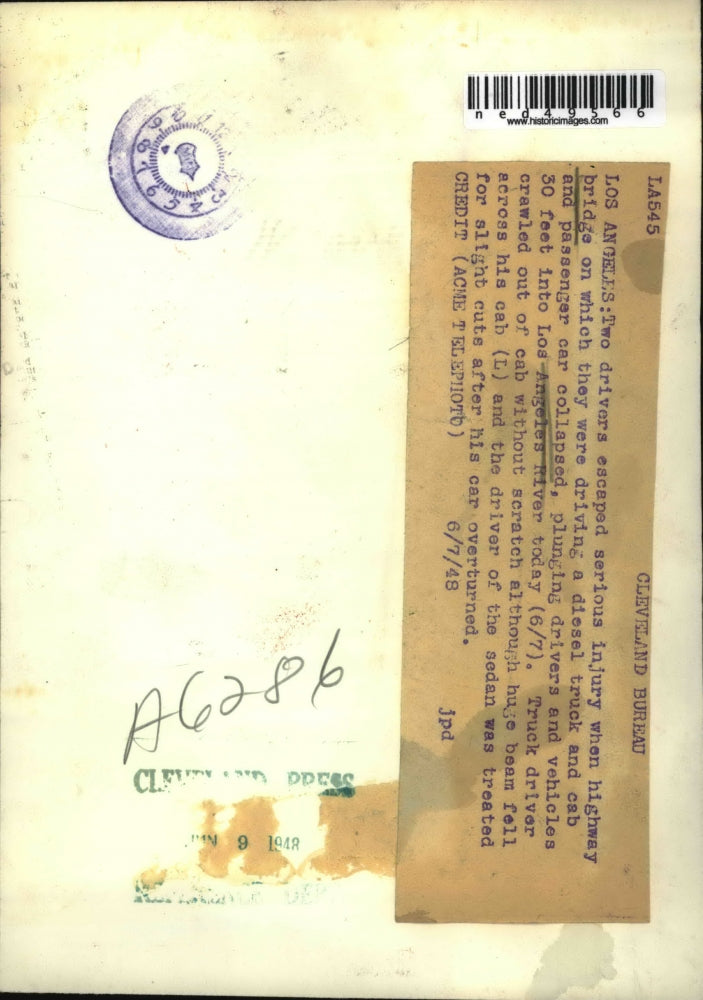 ned49566
www.historicimages.com
LA545 CLEVELAND BUREAU
LOS ANGELES:Two drivers escaped serious injury when highway
bridge on which they were driving a diesel truck and cab
and passenger car collapsed, plunging drivers and vehicles
30 feet into Los Angeles River today (6/7). Truck driver
crawled out of cab without scratch although huge beam fell
across his cab (L) and the driver of the sedan was treated
for slight cuts after his car overturned.
CREDIT (ACME TELEPHOTO) 6/7/48 jpd
A6286
CLEVELAND PRESS
JUN 9 1948